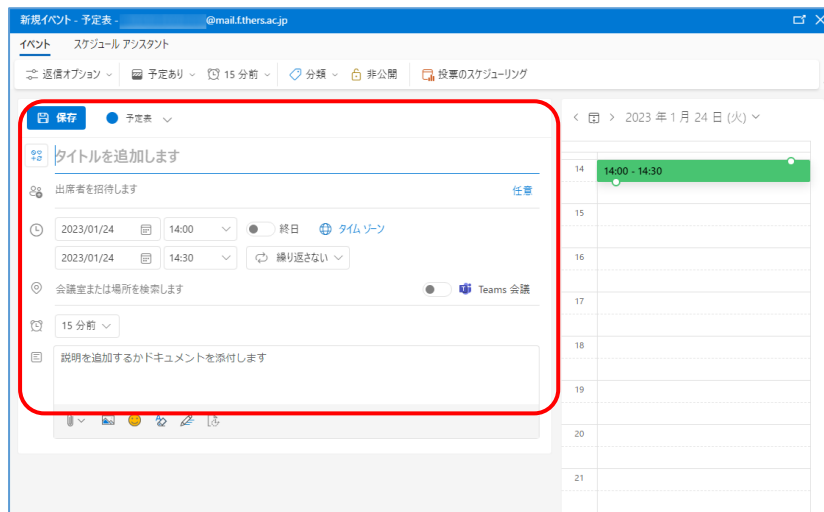 新規イベント - 予定表 - @mail.f.thers.ac.jp
イベント スケジュール アシスタント
返信オプション 予定あり 15 分前 分類 非公開 投票のスケジューリング
保存 予定表
2023 年 1 月 24 日 (火)
タイトルを追加します
出席者を招待します 任意
2023/01/24 14:00 終日 タイム ゾーン
2023/01/24 14:30 繰り返さない
会議室または場所を検索します Teams 会議
15 分前
説明を追加するかドキュメントを添付します
14 14:00 - 14:30
15
16
17
18
19
20
21